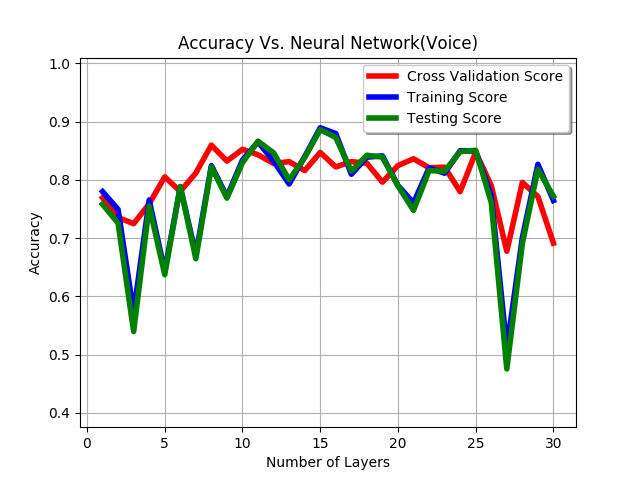 Accuracy Vs. Neural Network(Voice)
Cross Validation Score
Training Score
Testing Score
1.0
0.9
0.8
0.7
0.6
0.5
0.4
Accuracy
0 5 10 15 20 25 30
Number of Layers